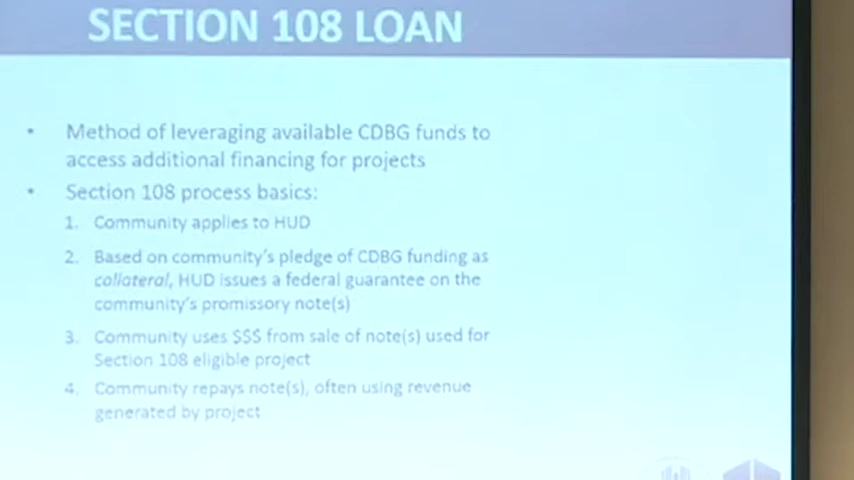 SECTION 108 LOAN
• Method of leveraging available CDBG funds to
access additional financing for projects
• Section 108 process basics:
1. Community applies to HUD
2. Based on community's pledge of CDBG funding as
collateral, HUD issues a federal guarantee on the
community's promissory note(s)
3. Community uses $$$ from sale of note(s) used for
Section 108 eligible project
4. Community repays note(s), often using revenue
generated by project